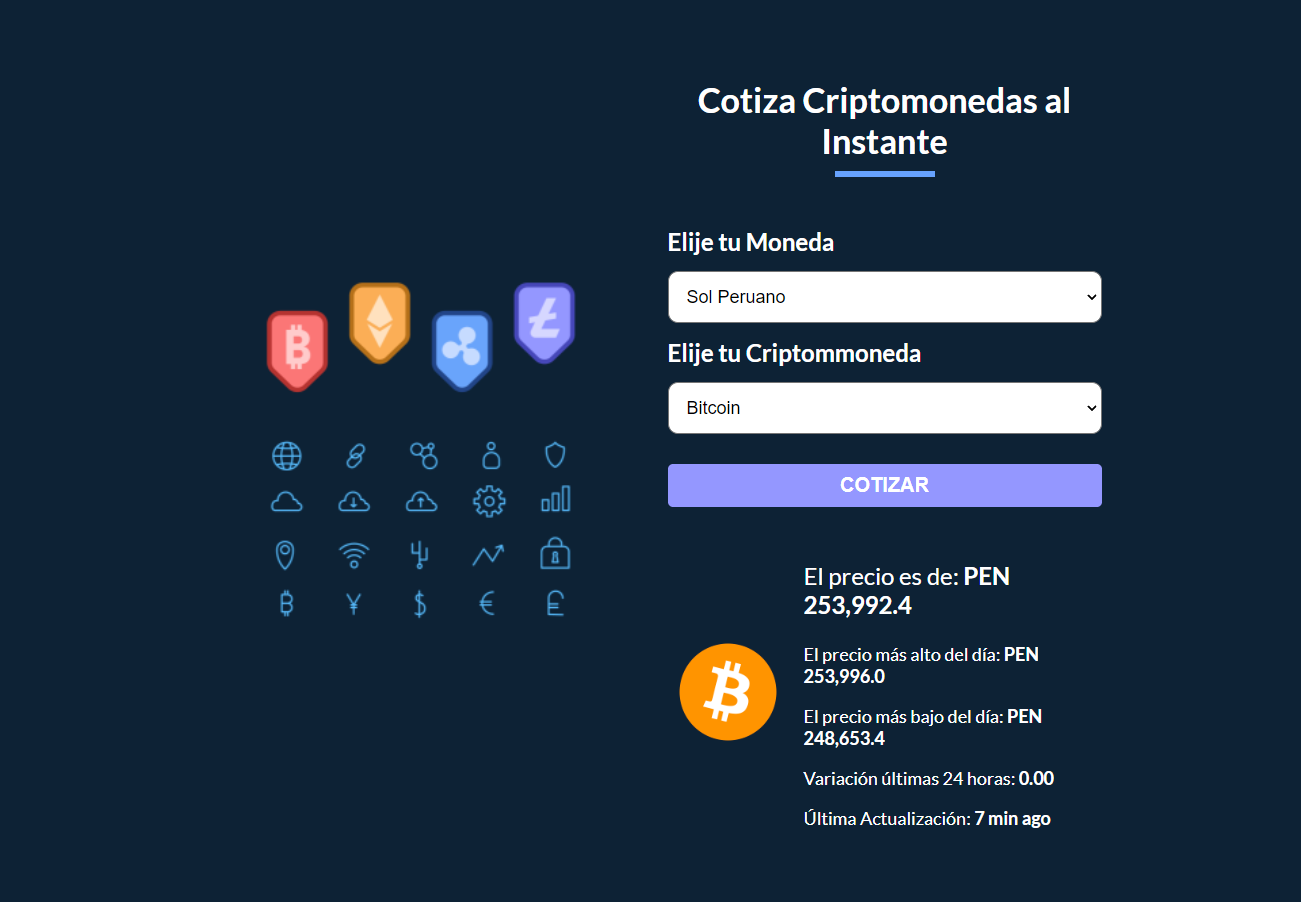 Cotiza Criptomonedas al
Instante
Elije tu Moneda
Sol Peruano
Elije tu Criptommoneda
Bitcoin
COTIZAR
El precio es de: PEN
253,992.4
El precio más alto del día: PEN
253,996.0
El precio más bajo del día: PEN
248,653.4
Variación últimas 24 horas: 0.00
Última Actualización: 7 min ago